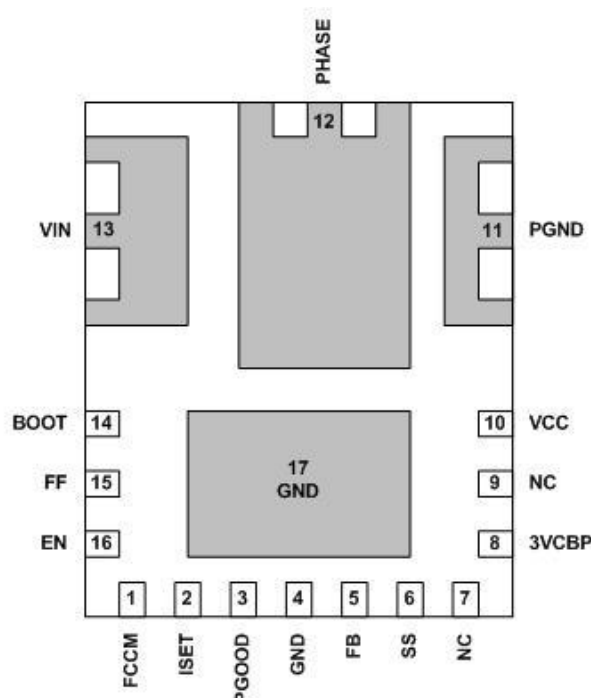 PHASE
12
VIN
13
11
PGND
BOOT
14
10
VCC
17
GND
FF
15
9
NC
EN
16
8
3VCBP
1
2
3
4
5
6
7
FCCM
ISET
PGOOD
GND
FB
SS
NC